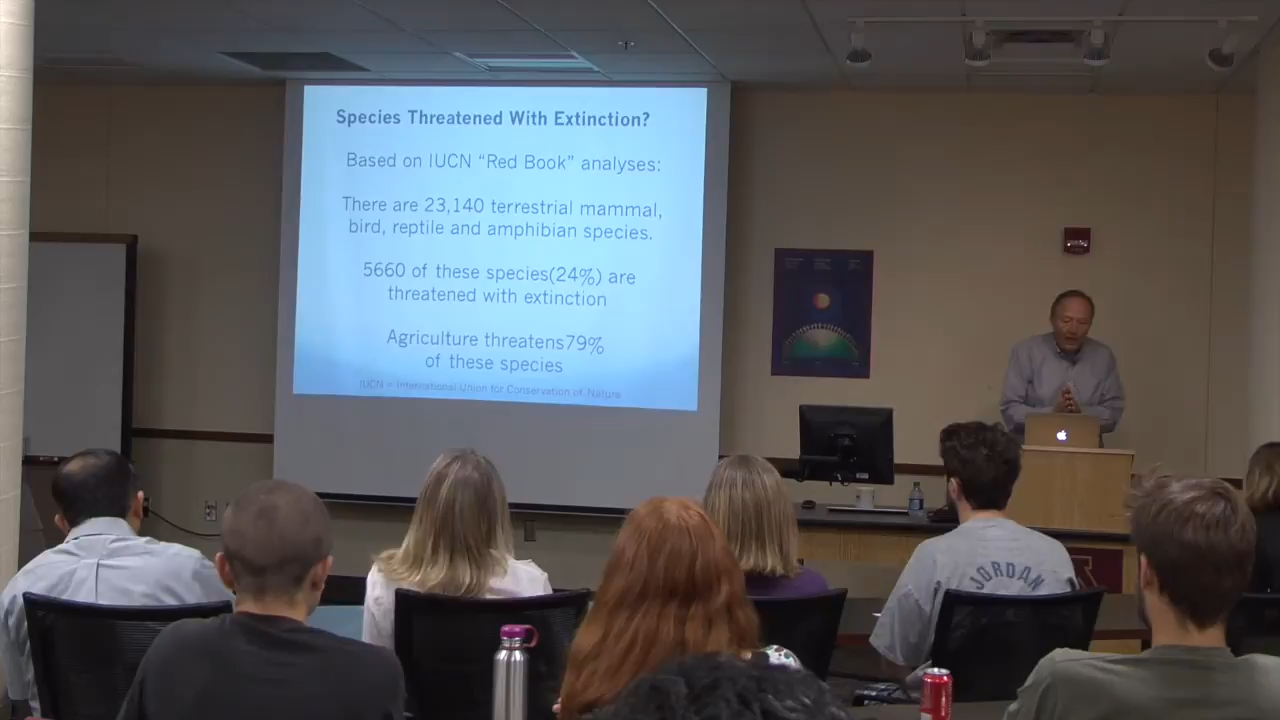 Species Threatened With Extinction?
Based on IUCN “Red Book” analyses:
There are 23,140 terrestrial mammal,
bird, reptile and amphibian species.
5660 of these species(24%) are
threatened with extinction
Agriculture threatens79%
of these species
IUCN = International Union for Conservation of Nature
JORDAN